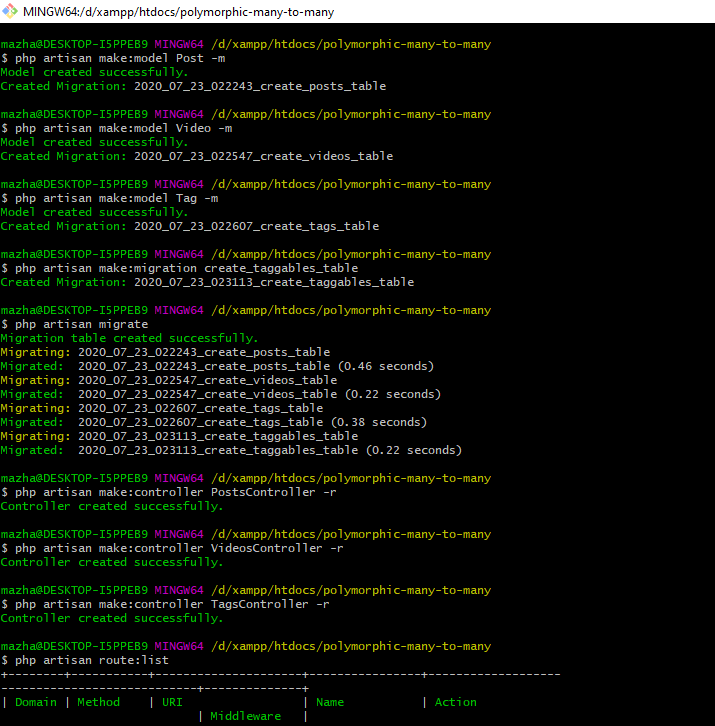 MINGW64:/d/xampp/htdocs/polymorphic-many-to-many
mazha@DESKTOP-I5PPEB9 MINGW64 /d/xampp/htdocs/polymorphic-many-to-many
$ php artisan make:model Post -m
Model created successfully.
Created Migration: 2020_07_23_022243_create_posts_table
mazha@DESKTOP-I5PPEB9 MINGW64 /d/xampp/htdocs/polymorphic-many-to-many
$ php artisan make:model Video -m
Model created successfully.
Created Migration: 2020_07_23_022547_create_videos_table
mazha@DESKTOP-I5PPEB9 MINGW64 /d/xampp/htdocs/polymorphic-many-to-many
$ php artisan make:model Tag -m
Model created successfully.
Created Migration: 2020_07_23_022607_create_tags_table
mazha@DESKTOP-I5PPEB9 MINGW64 /d/xampp/htdocs/polymorphic-many-to-many
$ php artisan make:migration create_taggables_table
Created Migration: 2020_07_23_023113_create_taggables_table
mazha@DESKTOP-I5PPEB9 MINGW64 /d/xampp/htdocs/polymorphic-many-to-many
$ php artisan migrate
Migration table created successfully.
Migrating: 2020_07_23_022243_create_posts_table
Migrated:  2020_07_23_022243_create_posts_table (0.46 seconds)
Migrating: 2020_07_23_022547_create_videos_table
Migrated:  2020_07_23_022547_create_videos_table (0.22 seconds)
Migrating: 2020_07_23_022607_create_tags_table
Migrated:  2020_07_23_022607_create_tags_table (0.38 seconds)
Migrating: 2020_07_23_023113_create_taggables_table
Migrated:  2020_07_23_023113_create_taggables_table (0.22 seconds)
mazha@DESKTOP-I5PPEB9 MINGW64 /d/xampp/htdocs/polymorphic-many-to-many
$ php artisan make:controller PostsController -r
Controller created successfully.
mazha@DESKTOP-I5PPEB9 MINGW64 /d/xampp/htdocs/polymorphic-many-to-many
$ php artisan make:controller VideosController -r
Controller created successfully.
mazha@DESKTOP-I5PPEB9 MINGW64 /d/xampp/htdocs/polymorphic-many-to-many
$ php artisan make:controller TagsController -r
Controller created successfully.
mazha@DESKTOP-I5PPEB9 MINGW64 /d/xampp/htdocs/polymorphic-many-to-many
$ php artisan route:list
+--------+-----------+---------------------+----------------+-------------------
----------------------------+--------------+
| Domain | Method    | URI                 | Name           | Action
                            | Middleware   |